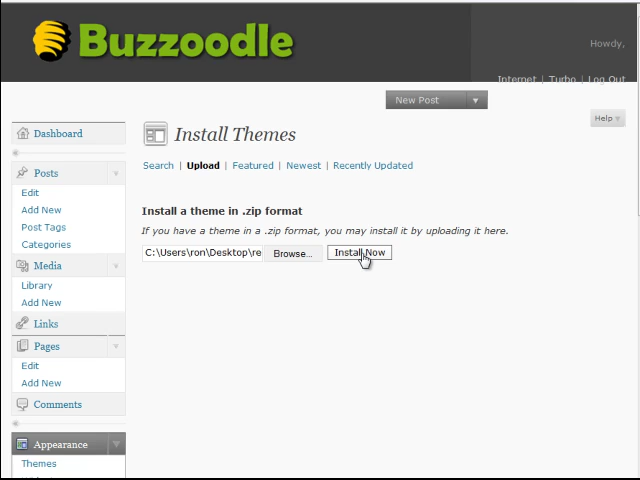 Buzzoodle
Howdy,
Internet | Turbo | Log Out
New Post
Help
Dashboard
Install Themes
Search | Upload | Featured | Newest | Recently Updated
Posts
Edit
Add New
Post Tags
Categories
Install a theme in .zip format
If you have a theme in a .zip format, you may install it by uploading it here.
C:\Users\ron\Desktop\re Browse... Install Now
Media
Library
Add New
Links
Pages
Edit
Add New
Comments
Appearance
Themes